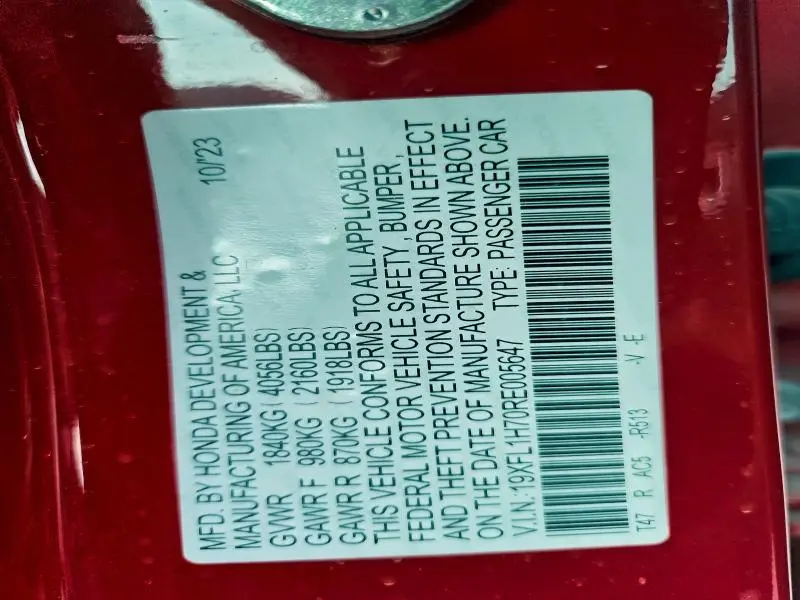 MFD. BY HONDA DEVELOPMENT & 10/'23
MANUFACTURING OF AMERICA, LLC
GVWR 1840KG ( 4056LBS)
GAWR F 980KG ( 2160LBS)
GAWR R 870KG ( 1918LBS)
THIS VEHICLE CONFORMS TO ALL APPLICABLE
FEDERAL MOTOR VEHICLE SAFETY , BUMPER ,
AND THEFT PREVENTION STANDARDS IN EFFECT
ON THE DATE OF MANUFACTURE SHOWN ABOVE.
V.I.N.:19XFL1H70RE005647 TYPE: PASSENGER CAR
T47 R AC5 -R513 -V -E